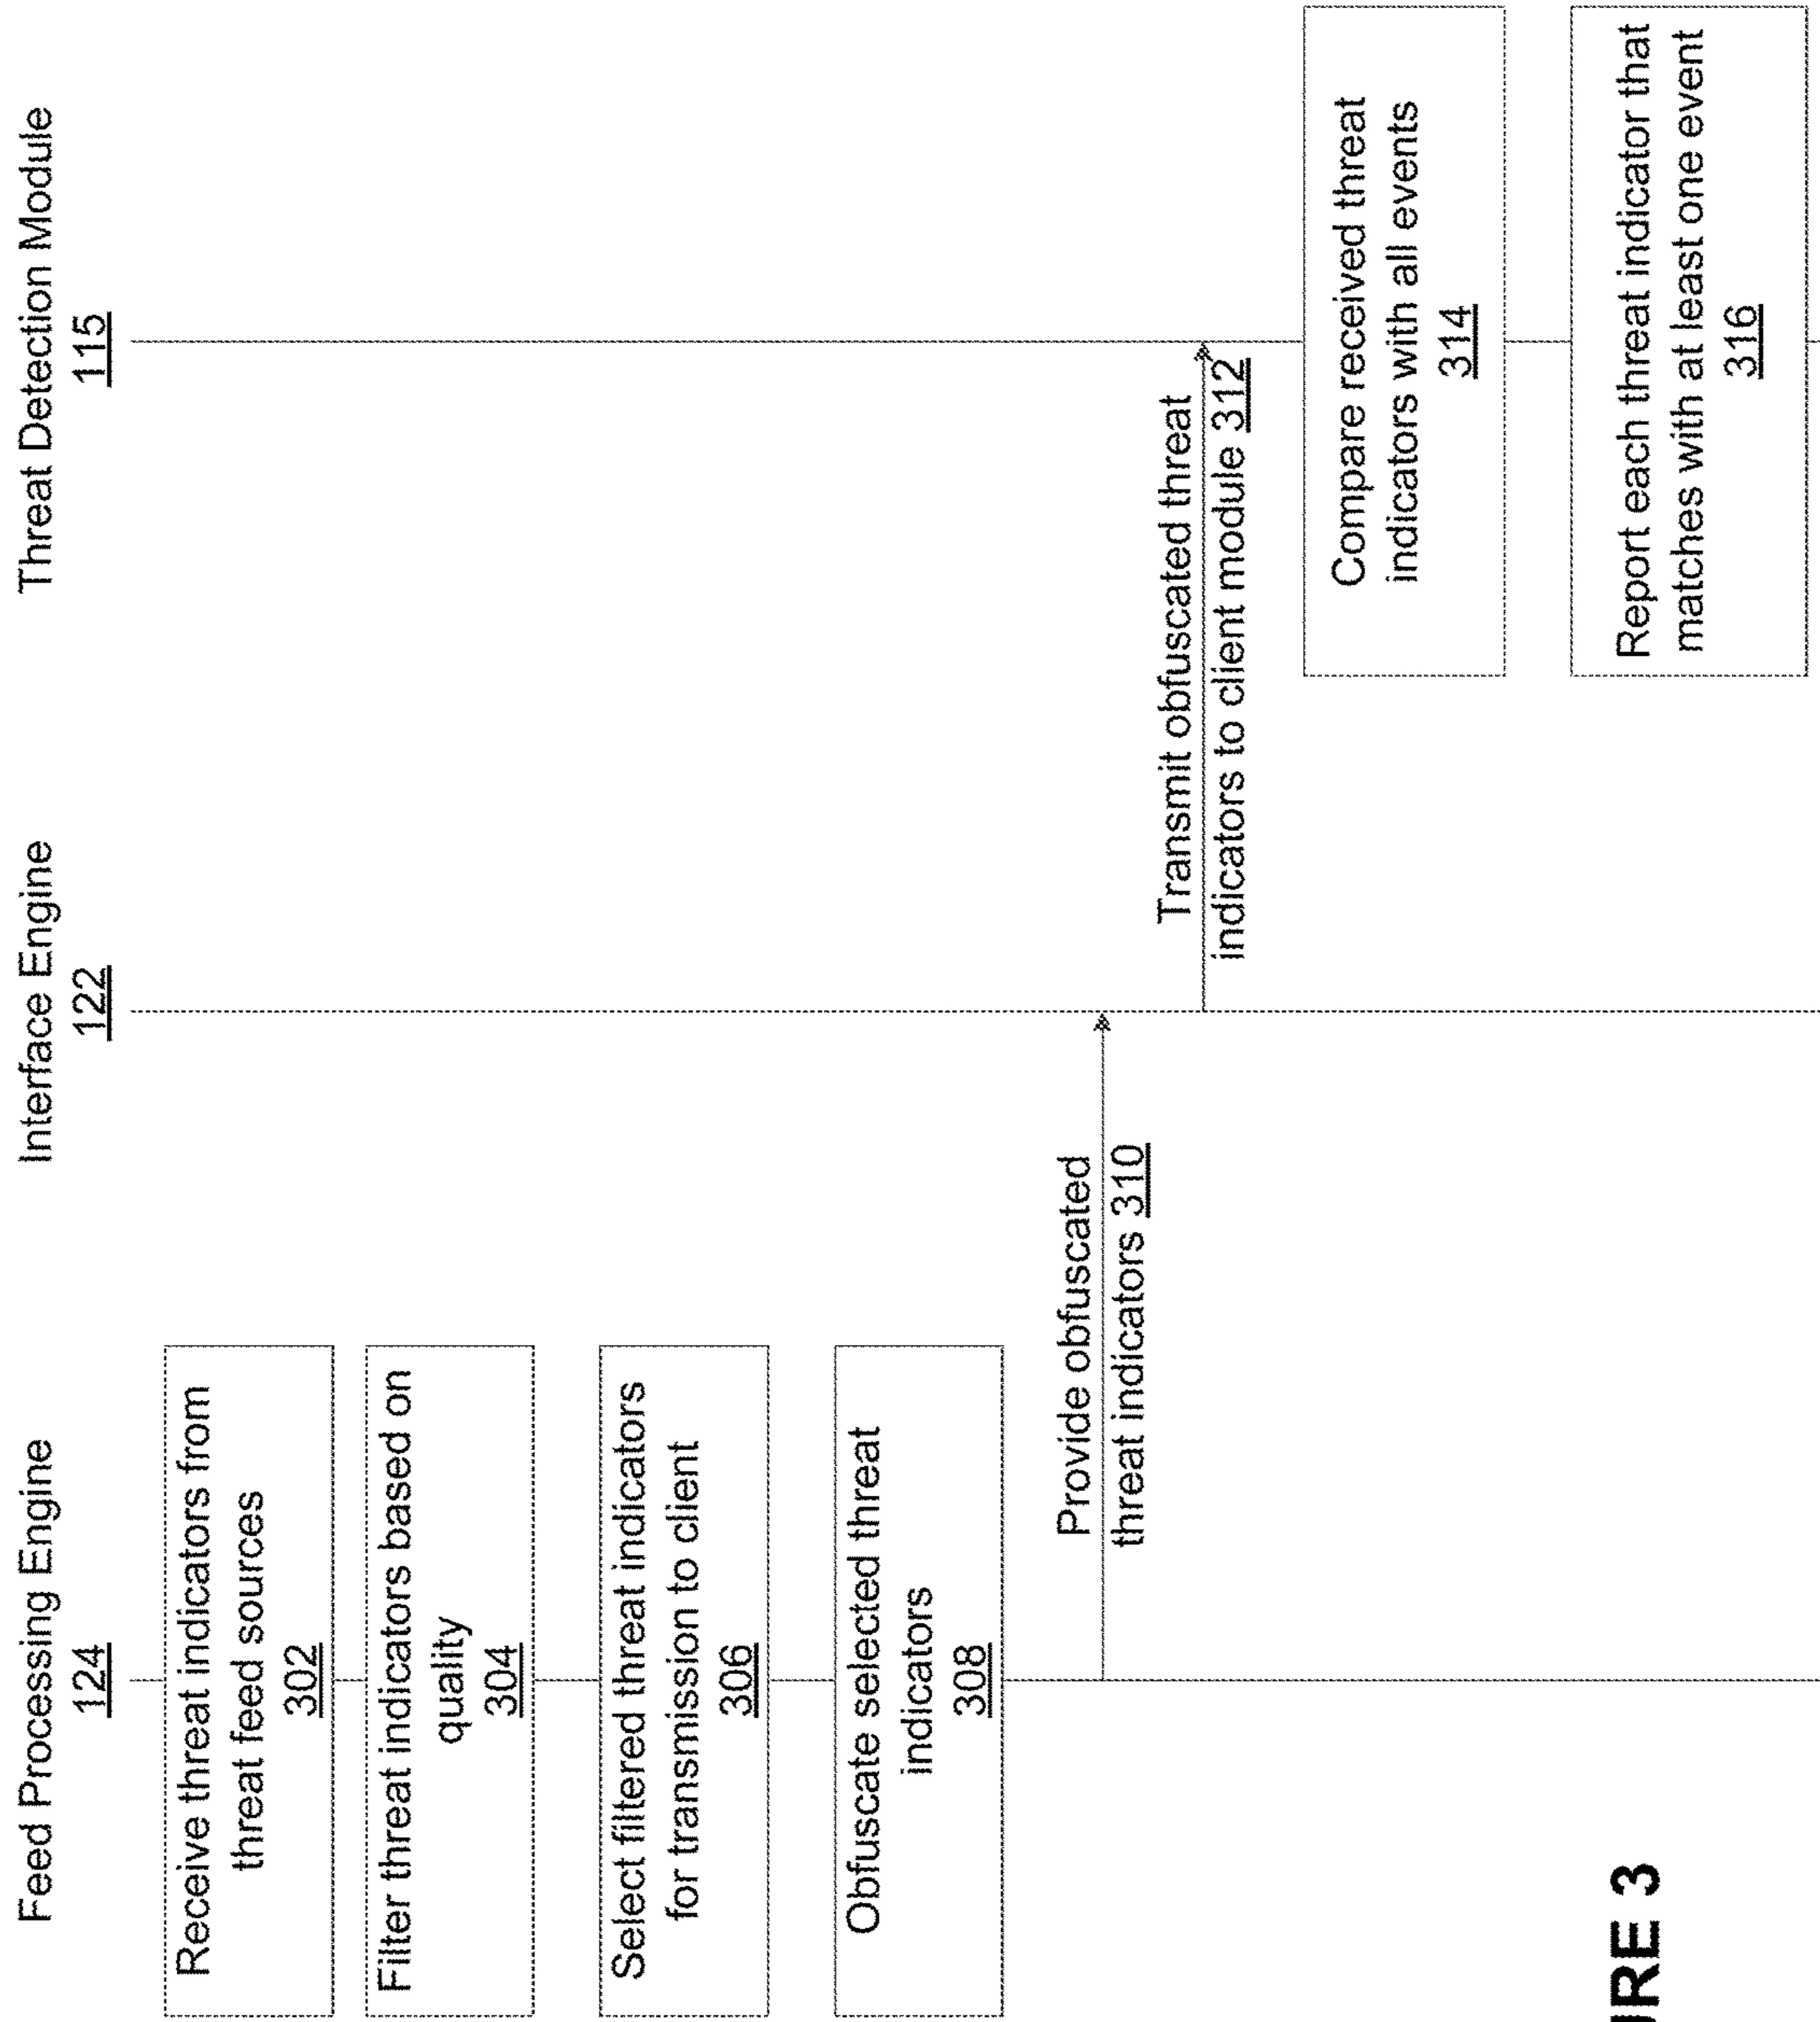 Feed Processing Engine
124
Interface Engine
122
Threat Detection Module
115
Receive threat indicators from
threat feed sources
302
Filter threat indicators based on
quality
304
Select filtered threat indicators
for transmission to client
306
Obfuscate selected threat
indicators
308
Provide obfuscated
threat indicators 310
Transmit obfuscated threat
indicators to client module 312
Compare received threat
indicators with all events
314
Report each threat indicator that
matches with at least one event
316
URE 3